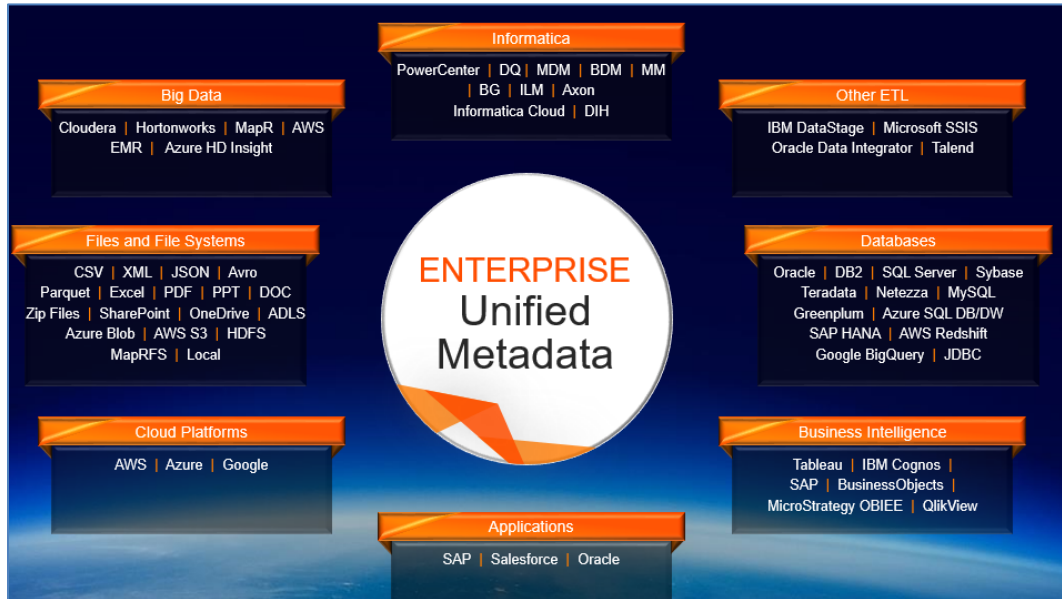 Informatica
PowerCenter | DQ | MDM | BDM | MM
| BG | ILM | Axon
Informatica Cloud | DIH
Big Data
Cloudera | Hortonworks | MapR | AWS
EMR | Azure HD Insight
Other ETL
IBM DataStage | Microsoft SSIS
Oracle Data Integrator | Talend
Files and File Systems
CSV | XML | JSON | Avro
Parquet | Excel | PDF | PPT | DOC
Zip Files | SharePoint | OneDrive | ADLS
Azure Blob | AWS S3 | HDFS
MapRFS | Local
ENTERPRISE
Unified
Metadata
Databases
Oracle | DB2 | SQL Server | Sybase
Teradata | Netezza | MySQL
Greenplum | Azure SQL DB/DW
SAP HANA | AWS Redshift
Google BigQuery | JDBC
Cloud Platforms
AWS | Azure | Google
Business Intelligence
Tableau | IBM Cognos |
SAP | BusinessObjects |
MicroStrategy OBIEE | QlikView
Applications
SAP | Salesforce | Oracle